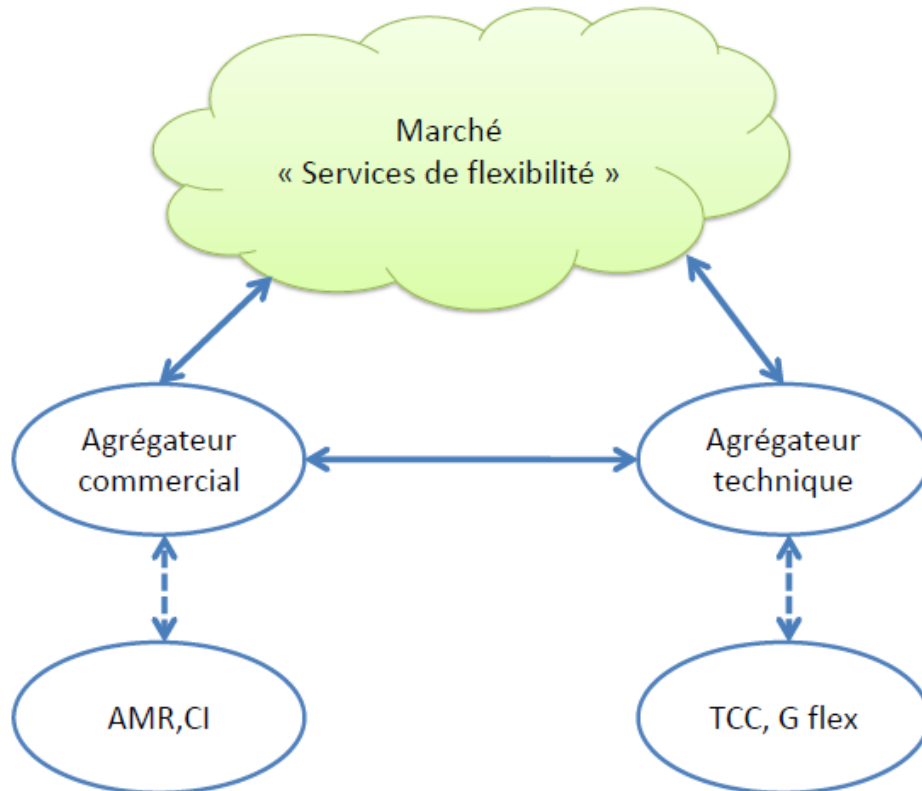 Marché
« Services de flexibilité »
Agrégateur
commercial
Agrégateur
technique
AMR,CI
TCC, G flex